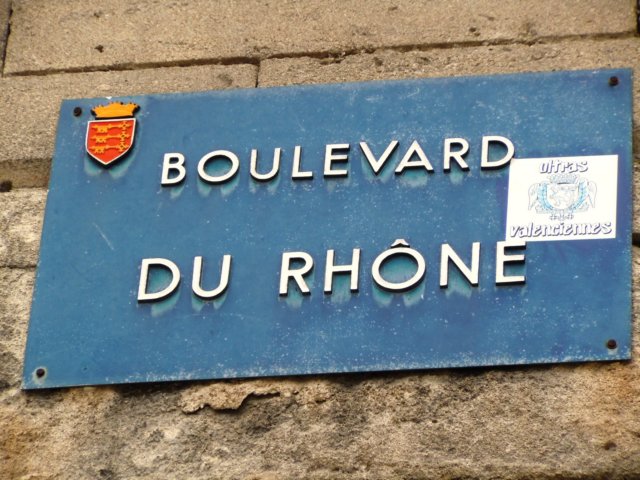 BOULEVARD
DU RHÔNE
Ultras
Valenciennes